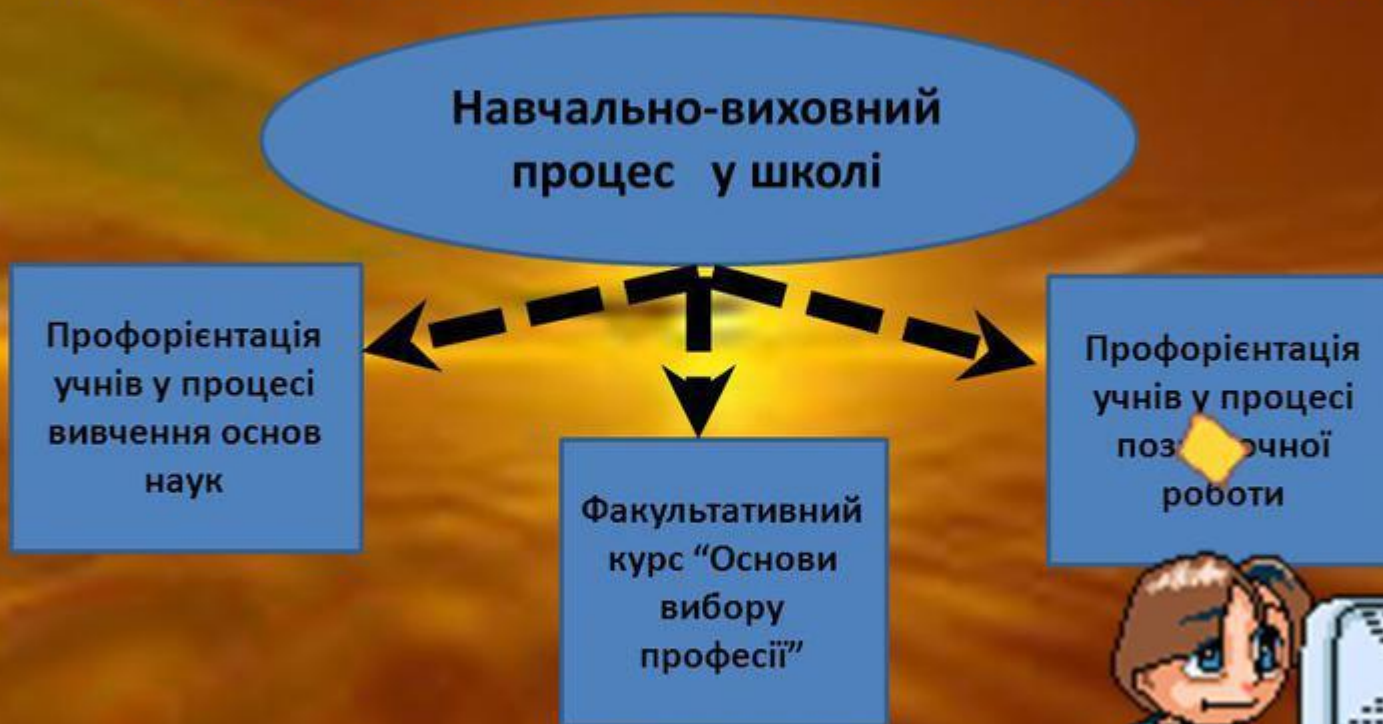 Навчально-виховний
процес у школі
Профорієнтація
учнів у процесі
вивчення основ
наук
Факультативний
курс “Основи
вибору
професії”
Профорієнтація
учнів у процесі
роботи